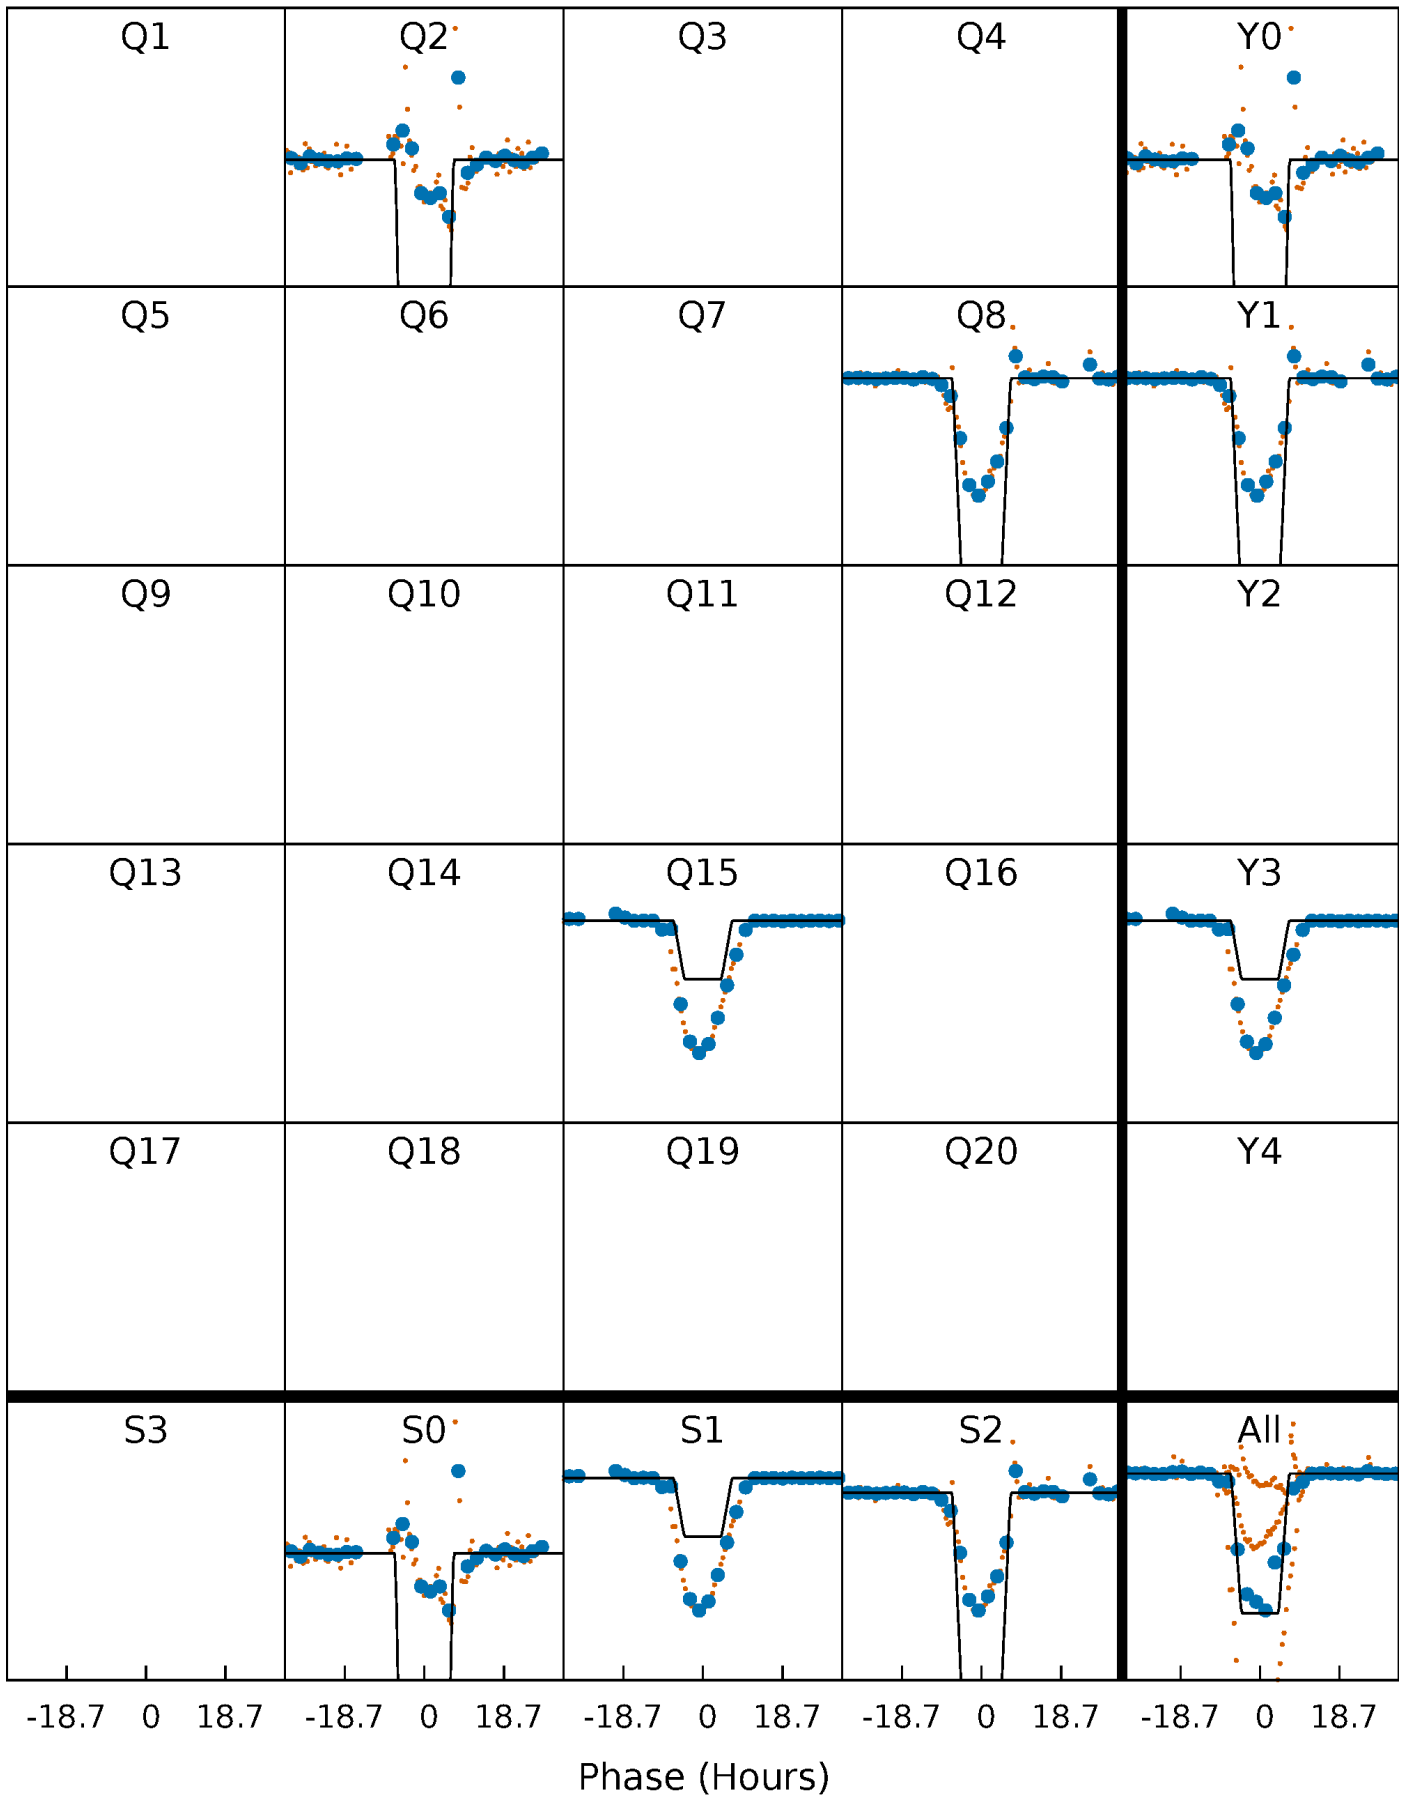 Q1 Q2 Q3 Q4 Y0
Q5 Q6 Q7 Q8 Y1
Q9 Q10 Q11 Q12 Y2
Q13 Q14 Q15 Q16 Y3
Q17 Q18 Q19 Q20 Y4
S3 S0 S1 S2 All
-18.7 0 18.7 -18.7 0 18.7 -18.7 0 18.7 -18.7 0 18.7 -18.7 0 18.7
Phase (Hours)